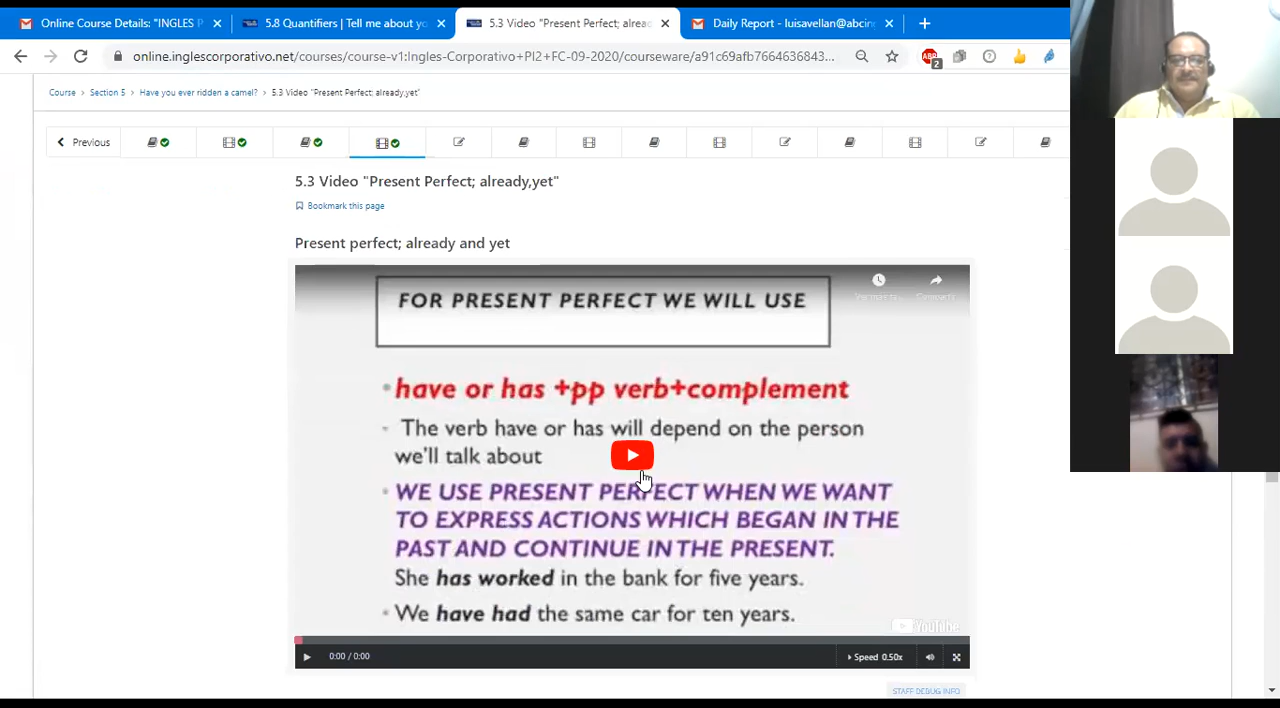 Online Course Details: "INGLES P
5.8 Quantifiers | Tell me about yo
5.3 Video "Present Perfect; alread
Daily Report - luisavellan@abcing
online.inglescorporativo.net/courses/course-v1:Ingles-Corporativo+PI2+FC-09-2020/courseware/a91c69afb7664636843...
ABP
2
Course > Section 5 > Have you ever ridden a camel? > 5.3 Video "Present Perfect; already,yet"
Previous
5.3 Video "Present Perfect; already,yet"
Bookmark this page
Present perfect; already and yet
FOR PRESENT PERFECT WE WILL USE
have or has +pp verb+complement
The verb have or has will depend on the person
we'll talk about
WE USE PRESENT PERFECT WHEN WE WANT
TO EXPRESS ACTIONS WHICH BEGAN IN THE
PAST AND CONTINUE IN THE PRESENT.
She has worked in the bank for five years.
We have had the same car for ten years.
YouTube
0:00 / 0:00
Speed 0.50x
STAFF DEBUG INFO